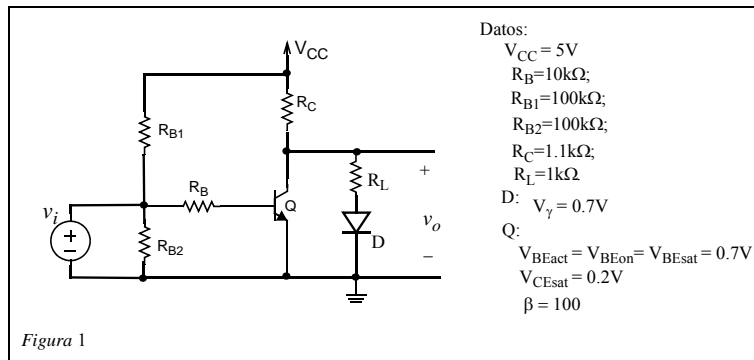 V_CC
R_C
R_B1
R_B
R_L
+
v_i
Q
v_o
+
−
R_B2
D
−
Figura 1
Datos:
V_CC = 5V
R_B=10kΩ;
R_B1=100kΩ;
R_B2=100kΩ;
R_C=1.1kΩ;
R_L=1kΩ.
D: V_γ = 0.7V
Q:
V_BEact = V_BEon = V_BEsat = 0.7V
V_CEsat = 0.2V
β = 100